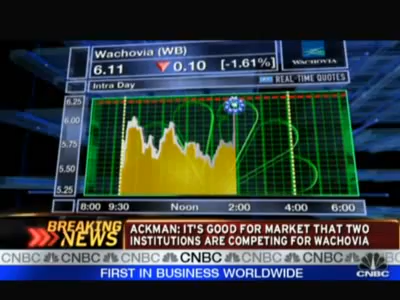 Wachovia (WB)
6.11 ▼ 0.10 [-1.61%]
WACHOVIA
REAL-TIME QUOTES
Intra Day
6.25
6.00
5.75
5.50
5.25
8:00 9:30 Noon 2:00 4:00 6:00
BREAKING NEWS
ACKMAN: IT'S GOOD FOR MARKET THAT TWO
INSTITUTIONS ARE COMPETING FOR WACHOVIA
CNBC CNBC CNBC CNBC CNBC CNBC
FIRST IN BUSINESS WORLDWIDE
CNBC